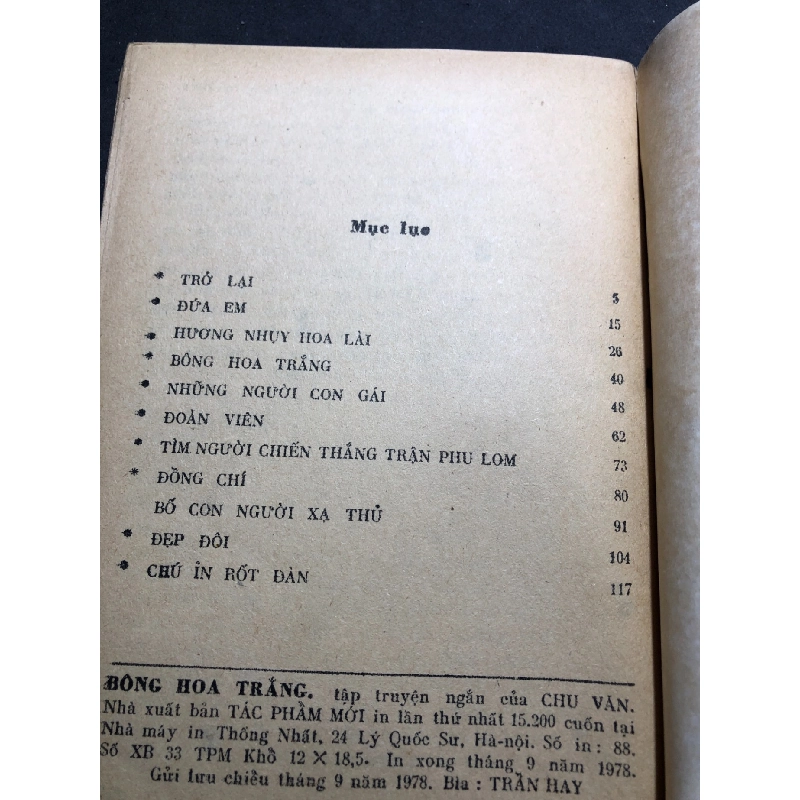 Mục lục
* TRỞ LẠI 5
* ĐỨA EM 15
* HƯƠNG NHỤY HOA LÀI 26
* BÔNG HOA TRẮNG 40
* NHỮNG NGƯỜI CON GÁI 48
* ĐOÀN VIÊN 62
* TÌM NGƯỜI CHIẾN THẮNG TRẬN PHU LOM 73
* ĐỒNG CHÍ 80
BỐ CON NGƯỜI XẠ THỦ 91
* ĐẸP ĐÔI 104
* CHÚ ỈN RỐT ĐÀN 117
BÔNG HOA TRẮNG. tập truyện ngắn của CHU VĂN.
Nhà xuất bản TÁC PHẨM MỚI in lần thứ nhất 15.200 cuốn tại
Nhà máy in Thống Nhất, 24 Lý Quốc Sư, Hà-nội. Số in: 88.
Số XB 33 TPM Khổ 12 × 18,5. In xong tháng 9 năm 1978.
Gửi lưu chiểu tháng 9 năm 1978. Bìa : TRẦN HAY